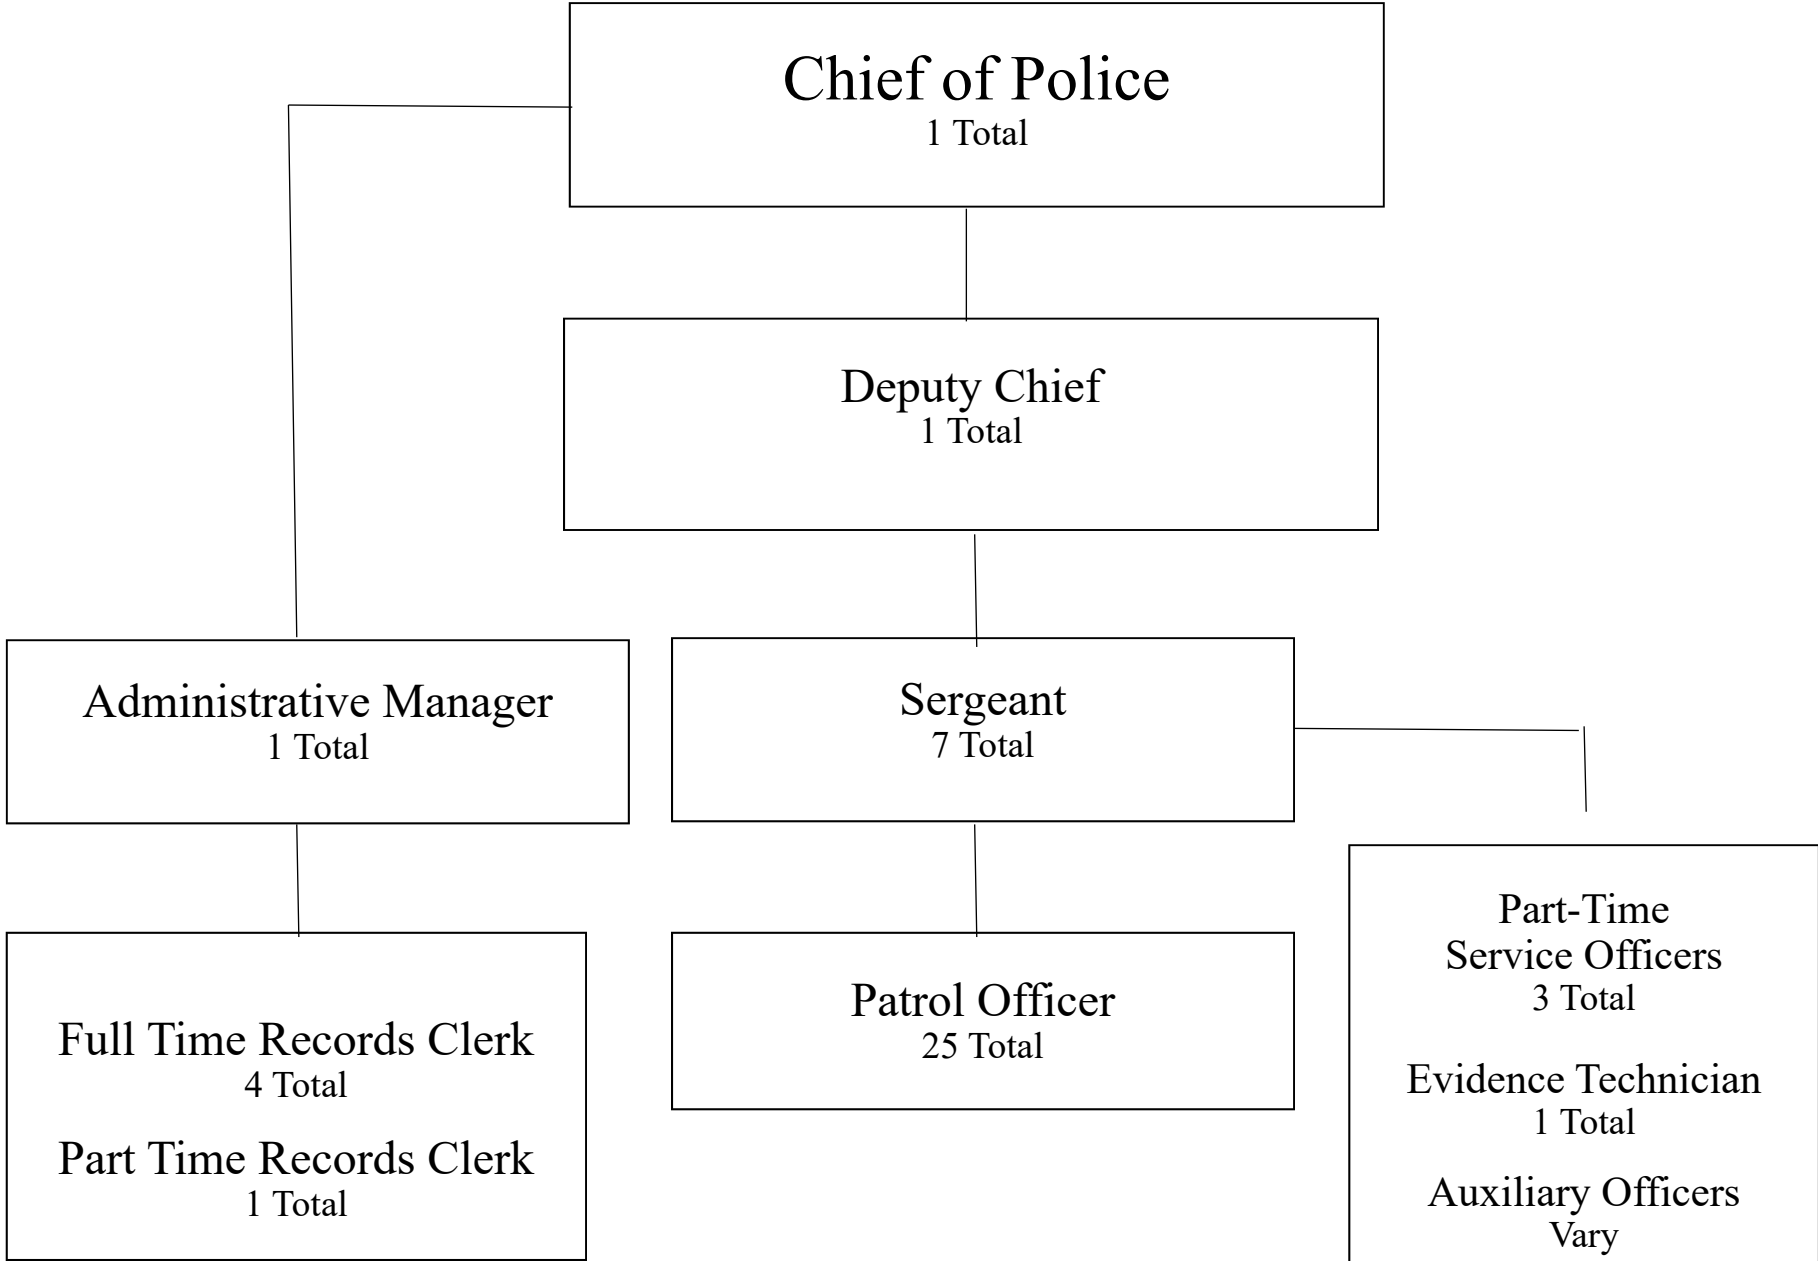 Chief of Police
1 Total
Deputy Chief
1 Total
Administrative Manager
1 Total
Sergeant
7 Total
Full Time Records Clerk
4 Total
Part Time Records Clerk
1 Total
Patrol Officer
25 Total
Part-Time
Service Officers
3 Total
Evidence Technician
1 Total
Auxiliary Officers
Vary